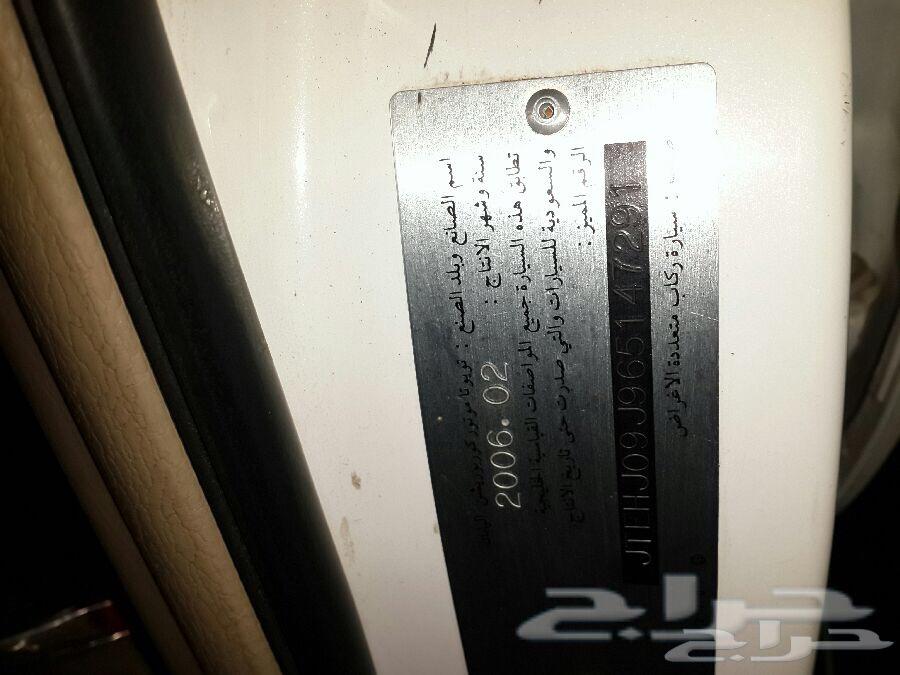 اسم الصانع وبلد الصنع : تويوتا موتور كوربوريشن اليابان
سنة وشهر الانتاج : 2006.02
تطابق هذه السيارة جميع المواصفات القياسية الخليجية
والسعودية للسيارات والتي صدرت حتى تاريخ الانتاج
الرقم المميز :
JTEHJ09J965147291
: سيارة ركاب متعددة الاغراض
حراج
حراج